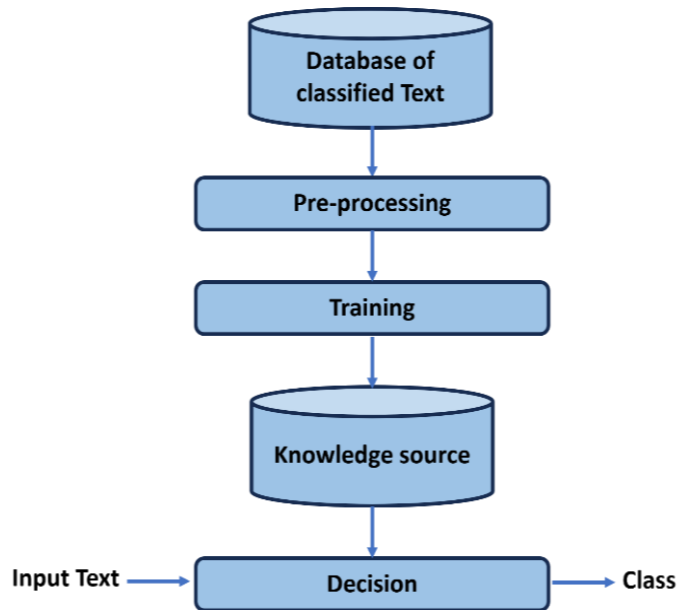 Database of
classified Text
Pre-processing
Training
Knowledge source
Input Text
Decision
Class